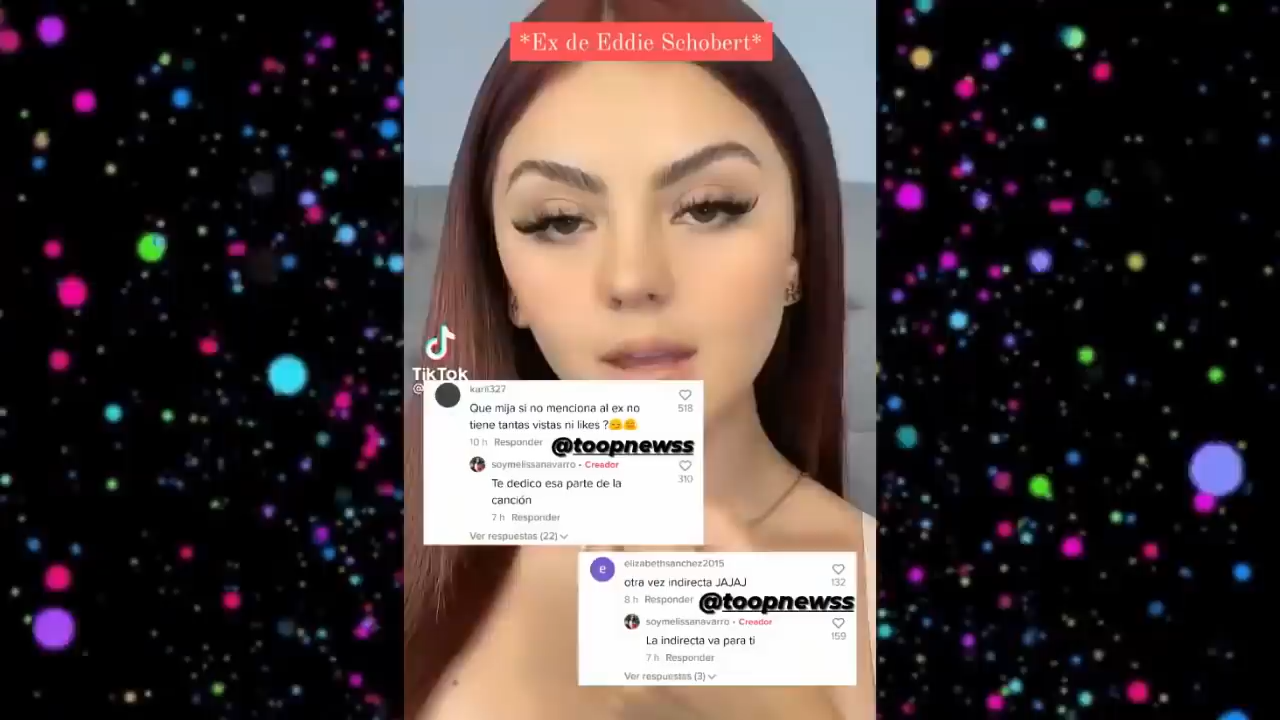 *Ex de Eddie Schobert*
TikTok
@
karii327
Que mija si no menciona al ex no
tiene tantas vistas ni likes ?😏🤗
518
10 h Responder
@toopnewss
soymelissanavarro • Creador
Te dedico esa parte de la
canción
310
7 h Responder
Ver respuestas (22)
e
elizabethsanchez2015
otra vez indirecta JAJAJ
132
8 h Responder
@toopnewss
soymelissanavarro • Creador
La indirecta va para ti
159
7 h Responder
Ver respuestas (3)